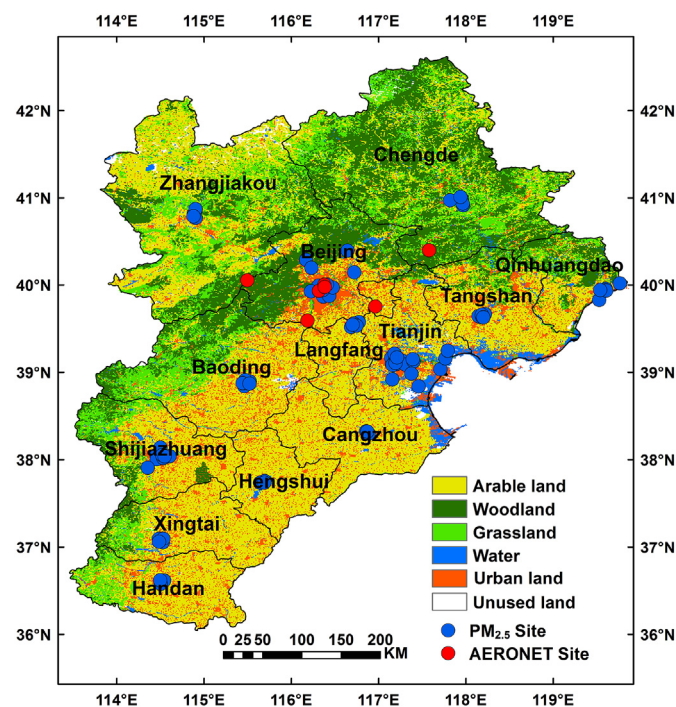 114°E 115°E 116°E 117°E 118°E 119°E
42°N 42°N
Chengde
Zhangjiakou
41°N 41°N
Beijing
Qinhuangdao
40°N 40°N
Tangshan
Tianjin
Langfang
Baoding
39°N 39°N
Cangzhou
Shijiazhuang
38°N 38°N
Hengshui
Arable land
Woodland
Xingtai
Grassland
37°N 37°N
Water
Handan
Urban land
Unused land
PM2.5 Site
36°N 36°N
0 25 50 100 150 200
KM
AERONET Site
114°E 115°E 116°E 117°E 118°E 119°E